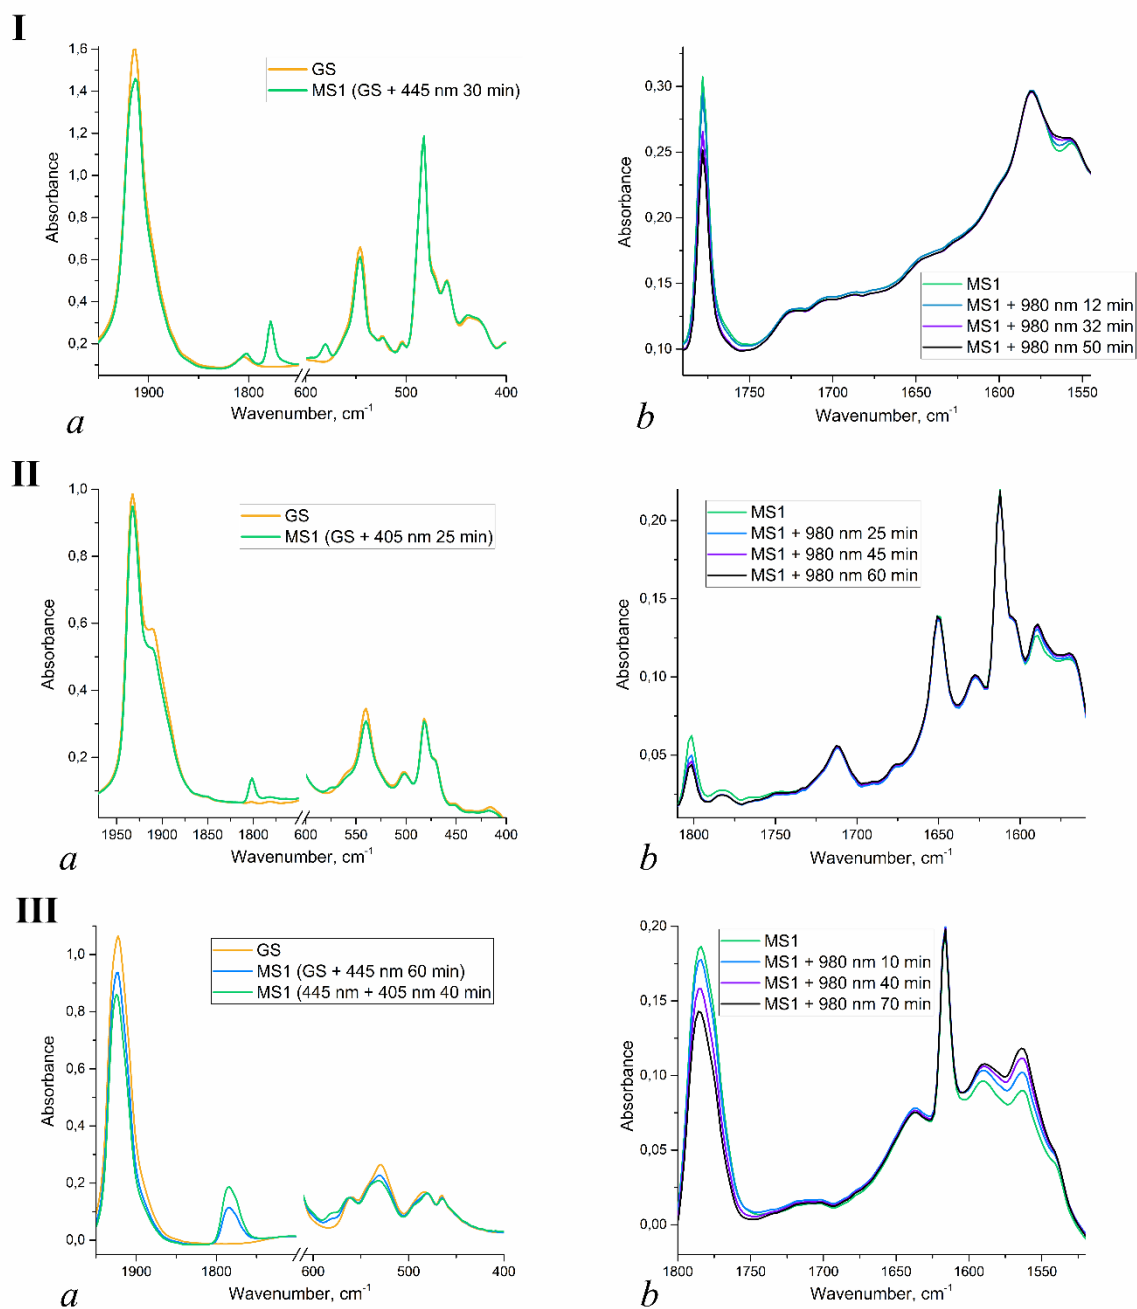 I
1,6
1,4
1,2
1,0
0,8
0,6
0,4
0,2
Absorbance
GS
MS1 (GS + 445 nm 30 min)
1900 1800 600 500 400
Wavenumber, cm-1
a
0,30
0,25
0,20
0,15
0,10
Absorbance
MS1
MS1 + 980 nm 12 min
MS1 + 980 nm 32 min
MS1 + 980 nm 50 min
1750 1700 1650 1600 1550
Wavenumber, cm-1
b
II
1,0
0,8
0,6
0,4
0,2
Absorbance
GS
MS1 (GS + 405 nm 25 min)
1950 1900 1850 1800 600 550 500 450 400
Wavenumber, cm-1
a
0,20
0,15
0,10
0,05
Absorbance
MS1
MS1 + 980 nm 25 min
MS1 + 980 nm 45 min
MS1 + 980 nm 60 min
1800 1750 1700 1650 1600
Wavenumber, cm-1
b
III
1,0
0,8
0,6
0,4
0,2
0,0
Absorbance
GS
MS1 (GS + 445 nm 60 min)
MS1 (445 nm + 405 nm 40 min
1900 1800 600 500 400
Wavenumber, cm-1
a
0,20
0,15
0,10
0,05
0,00
Absorbance
MS1
MS1 + 980 nm 10 min
MS1 + 980 nm 40 min
MS1 + 980 nm 70 min
1800 1750 1700 1650 1600 1550
Wavenumber, cm-1
b